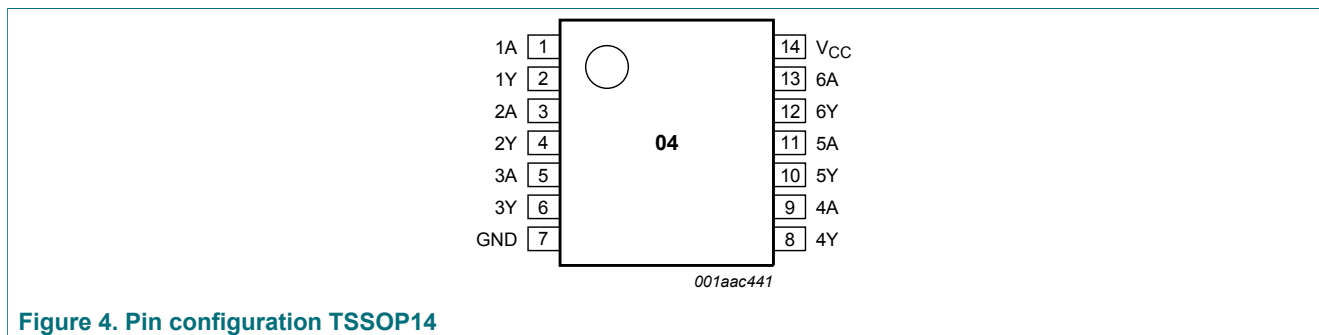 1A 1 14 VCC
1Y 2 13 6A
2A 3 12 6Y
2Y 4 04 11 5A
3A 5 10 5Y
3Y 6 9 4A
GND 7 8 4Y
001aac441
Figure 4. Pin configuration TSSOP14